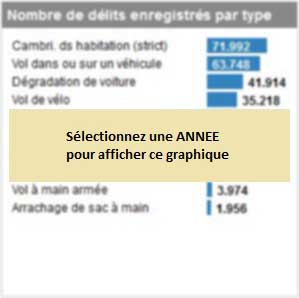 Nombre de délits enregistrés par type
Cambri. ds habitation (strict) 71.992
Vol dans ou sur un véhicule 63.748
Dégradation de voiture 41.914
Vol de vélo 35.218
Sélectionnez une ANNEE
pour afficher ce graphique
Vol à main armée 3.974
Arrachage de sac à main 1.956